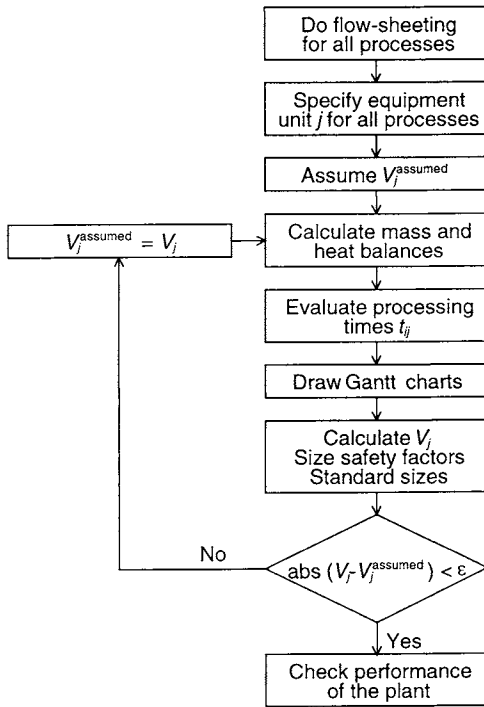 Do flow-sheeting
for all processes
Specify equipment
unit j for all processes
Assume V_j^assumed
V_j^assumed = V_j
Calculate mass and
heat balances
Evaluate processing
times t_ij
Draw Gantt charts
Calculate V_j
Size safety factors
Standard sizes
No
abs (V_j-V_j^assumed) < ε
Yes
Check performance
of the plant